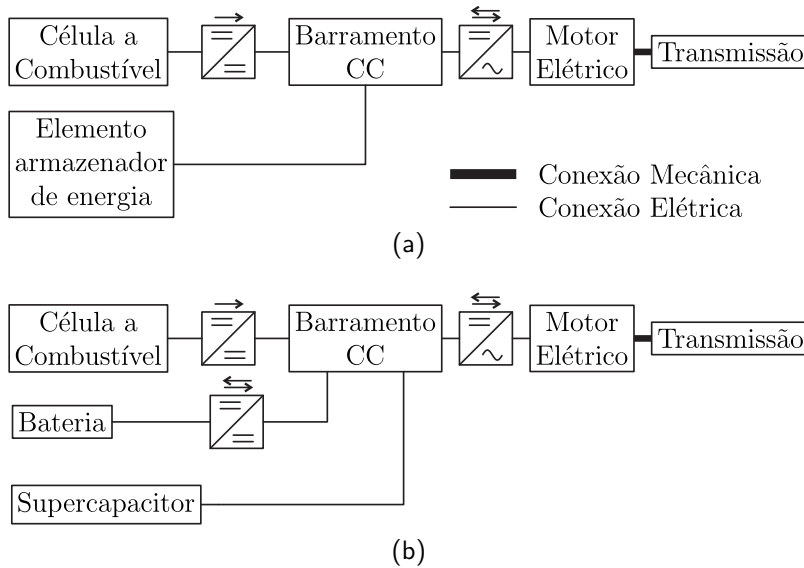 Célula a
Combustível
Barramento
CC
Motor
Elétrico
Transmissão
Elemento
armazenador
de energia
Conexão Mecânica
Conexão Elétrica
(a)
Célula a
Combustível
Barramento
CC
Motor
Elétrico
Transmissão
Bateria
Supercapacitor
(b)